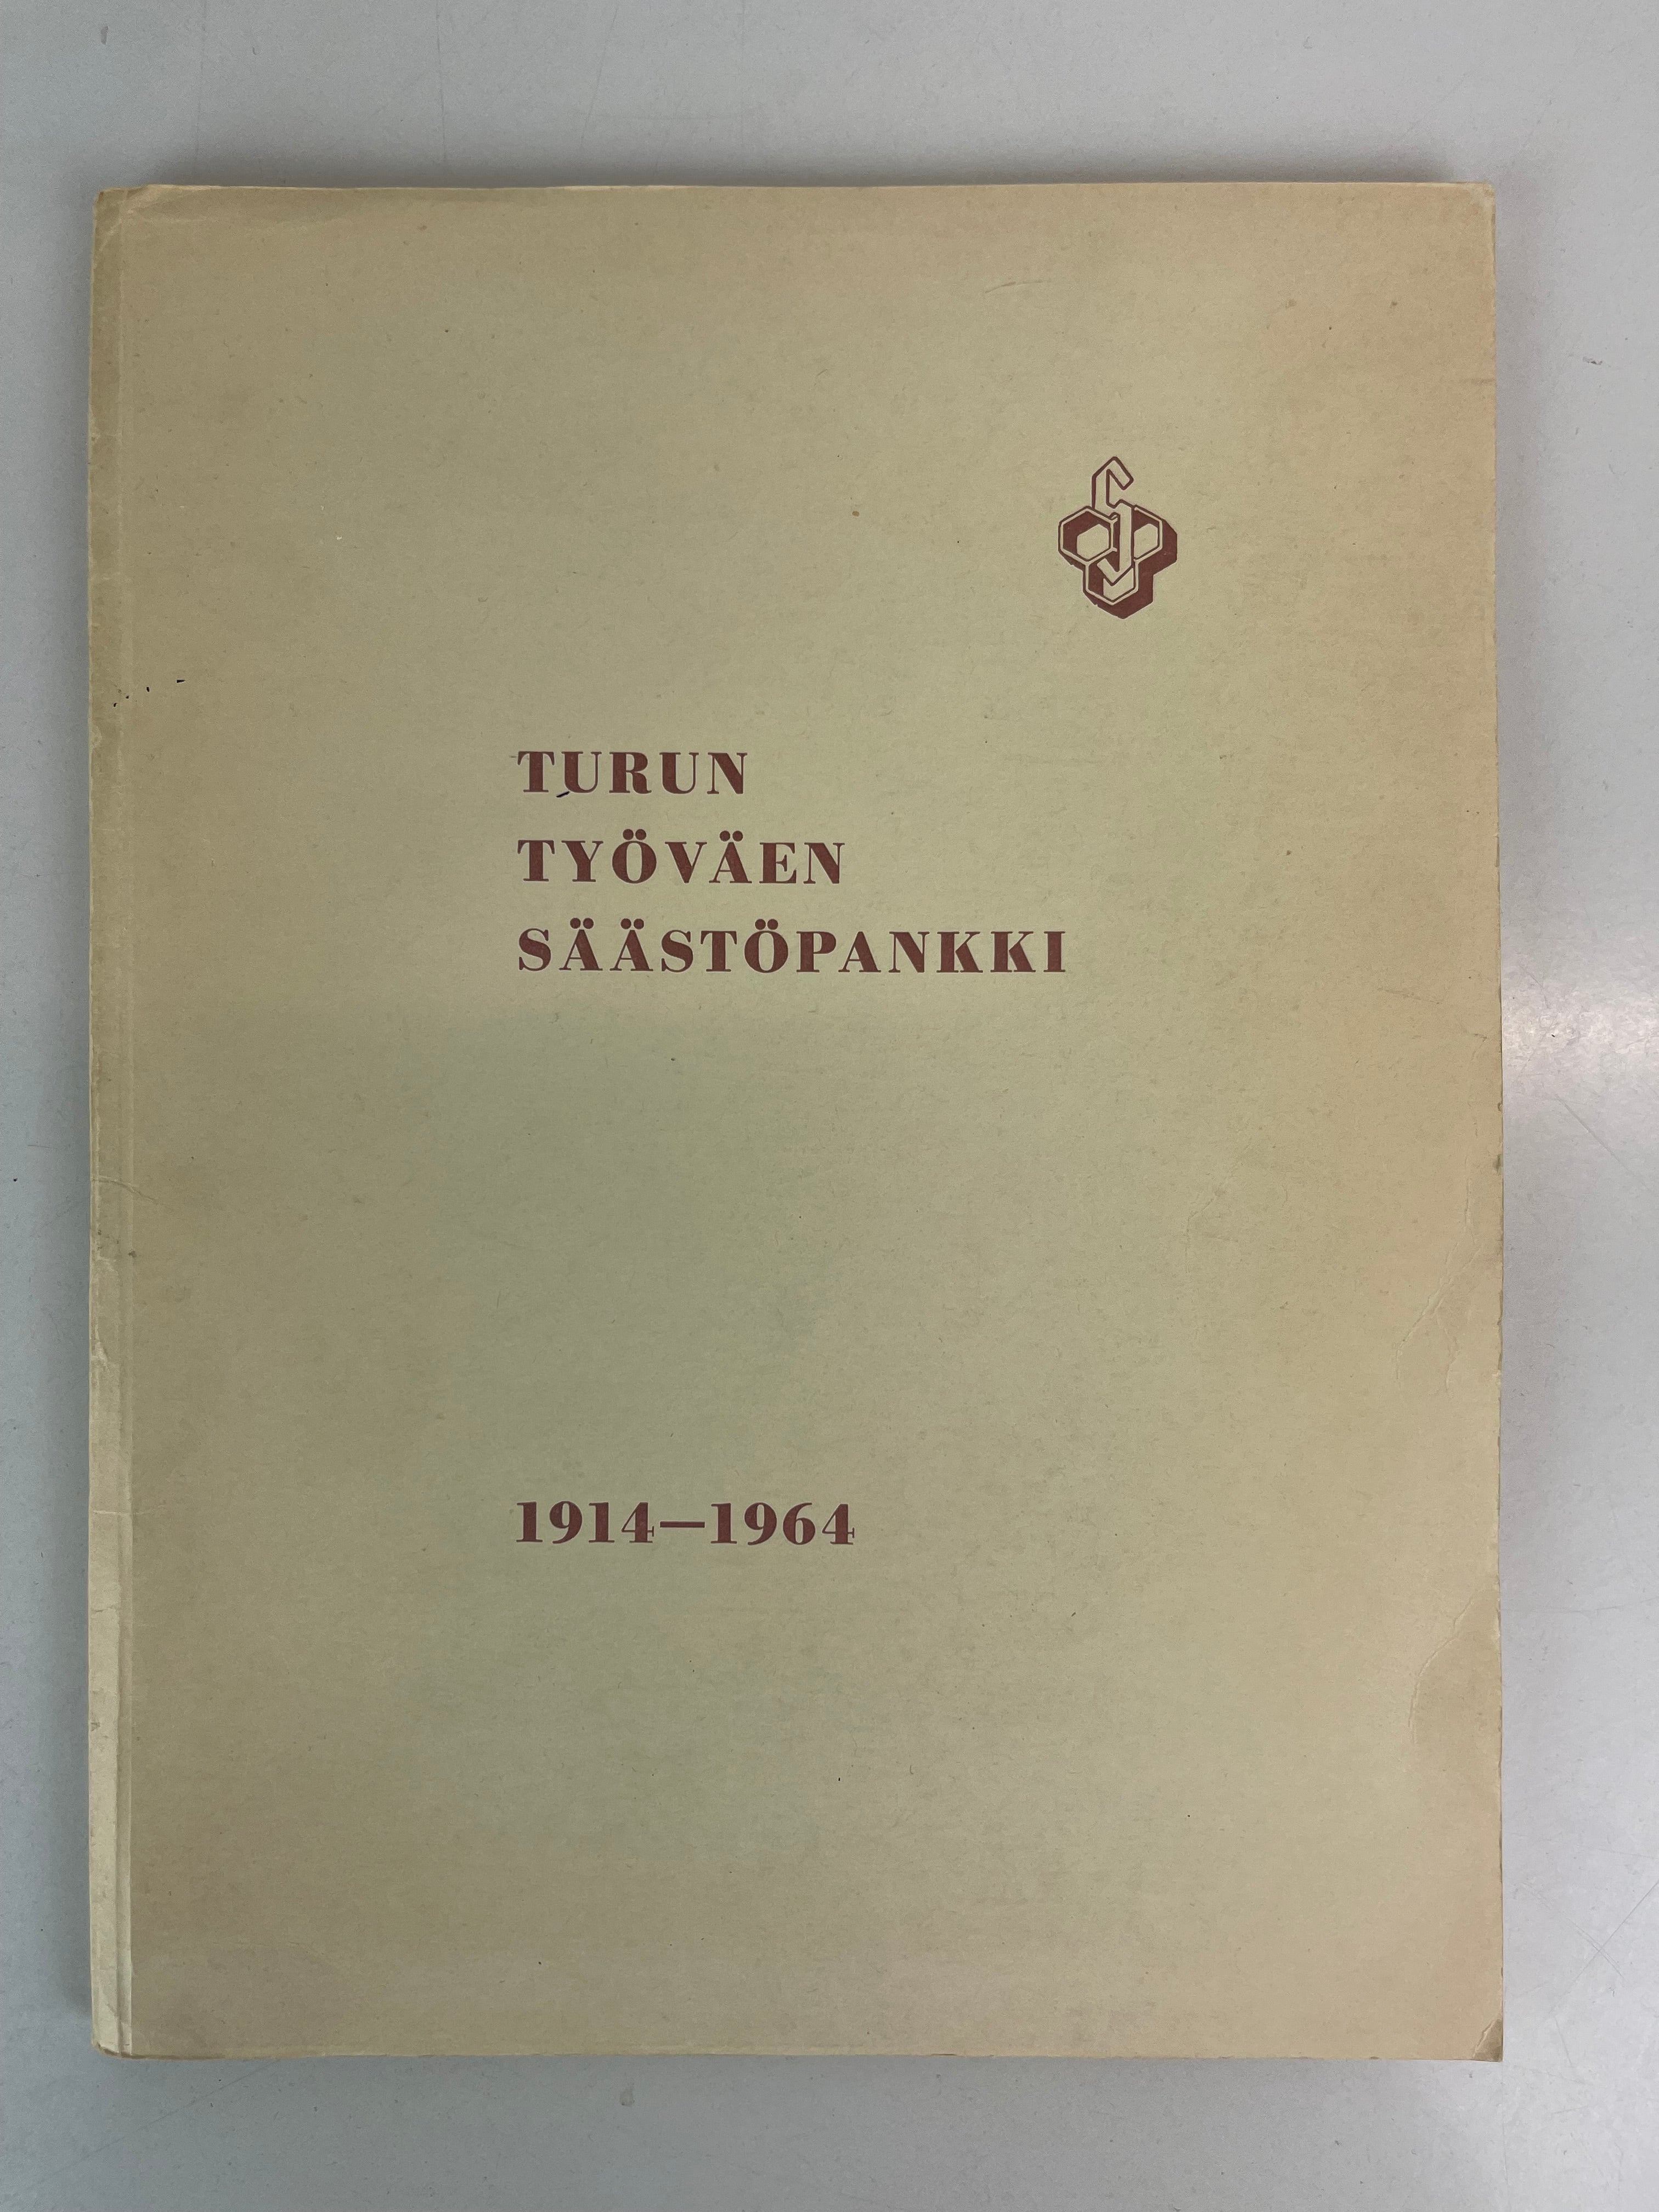 TURUN
TYÖVÄEN
SÄÄSTÖPANKKI
1914—1964